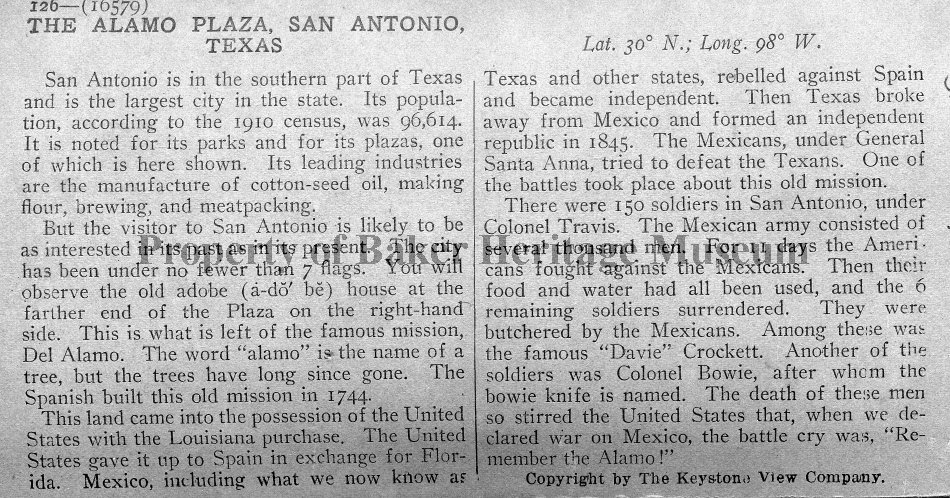 126—(16579)
THE ALAMO PLAZA, SAN ANTONIO,
TEXAS
San Antonio is in the southern part of Texas
and is the largest city in the state. Its popula-
tion, according to the 1910 census, was 96,614.
It is noted for its parks and for its plazas, one
of which is here shown. Its leading industries
are the manufacture of cotton-seed oil, making
flour, brewing, and meatpacking.
But the visitor to San Antonio is likely to be
as interested in its past as in its present. The city
has been under no fewer than 7 flags. You will
observe the old adobe (ȧ-dō′ bĕ) house at the
farther end of the Plaza on the right-hand
side. This is what is left of the famous mission,
Del Alamo. The word "alamo" is the name of a
tree, but the trees have long since gone. The
Spanish built this old mission in 1744.
This land came into the possession of the United
States with the Louisiana purchase. The United
States gave it up to Spain in exchange for Flor-
ida. Mexico, including what we now know as
Lat. 30° N.; Long. 98° W.
Texas and other states, rebelled against Spain
and became independent. Then Texas broke
away from Mexico and formed an independent
republic in 1845. The Mexicans, under General
Santa Anna, tried to defeat the Texans. One of
the battles took place about this old mission.
There were 150 soldiers in San Antonio, under
Colonel Travis. The Mexican army consisted of
several thousand men. For 11 days the Ameri-
cans fought against the Mexicans. Then their
food and water had all been used, and the 6
remaining soldiers surrendered. They were
butchered by the Mexicans. Among these was
the famous "Davie" Crockett. Another of the
soldiers was Colonel Bowie, after whom the
bowie knife is named. The death of these men
so stirred the United States that, when we de-
clared war on Mexico, the battle cry was, "Re-
member the Alamo!"
Copyright by The Keystone View Company.
Property of Baker Heritage Museum